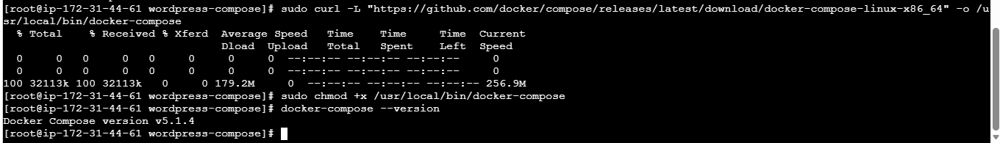 [root@ip-172-31-44-61 wordpress-compose]# sudo curl -L "https://github.com/docker/compose/releases/latest/download/docker-compose-linux-x86_64" -o /u
sr/local/bin/docker-compose
  % Total    % Received % Xferd  Average Speed   Time    Time     Time  Current
                                 Dload  Upload   Total   Spent    Left  Speed
  0     0   0     0   0     0      0     0 --:--:-- --:--:-- --:--:--     0
  0     0   0     0   0     0      0     0 --:--:-- --:--:-- --:--:--     0
100 32113k 100 32113k   0     0 179.2M     0 --:--:-- --:--:-- --:--:-- 256.9M
[root@ip-172-31-44-61 wordpress-compose]# sudo chmod +x /usr/local/bin/docker-compose
[root@ip-172-31-44-61 wordpress-compose]# docker-compose --version
Docker Compose version v5.1.4
[root@ip-172-31-44-61 wordpress-compose]#